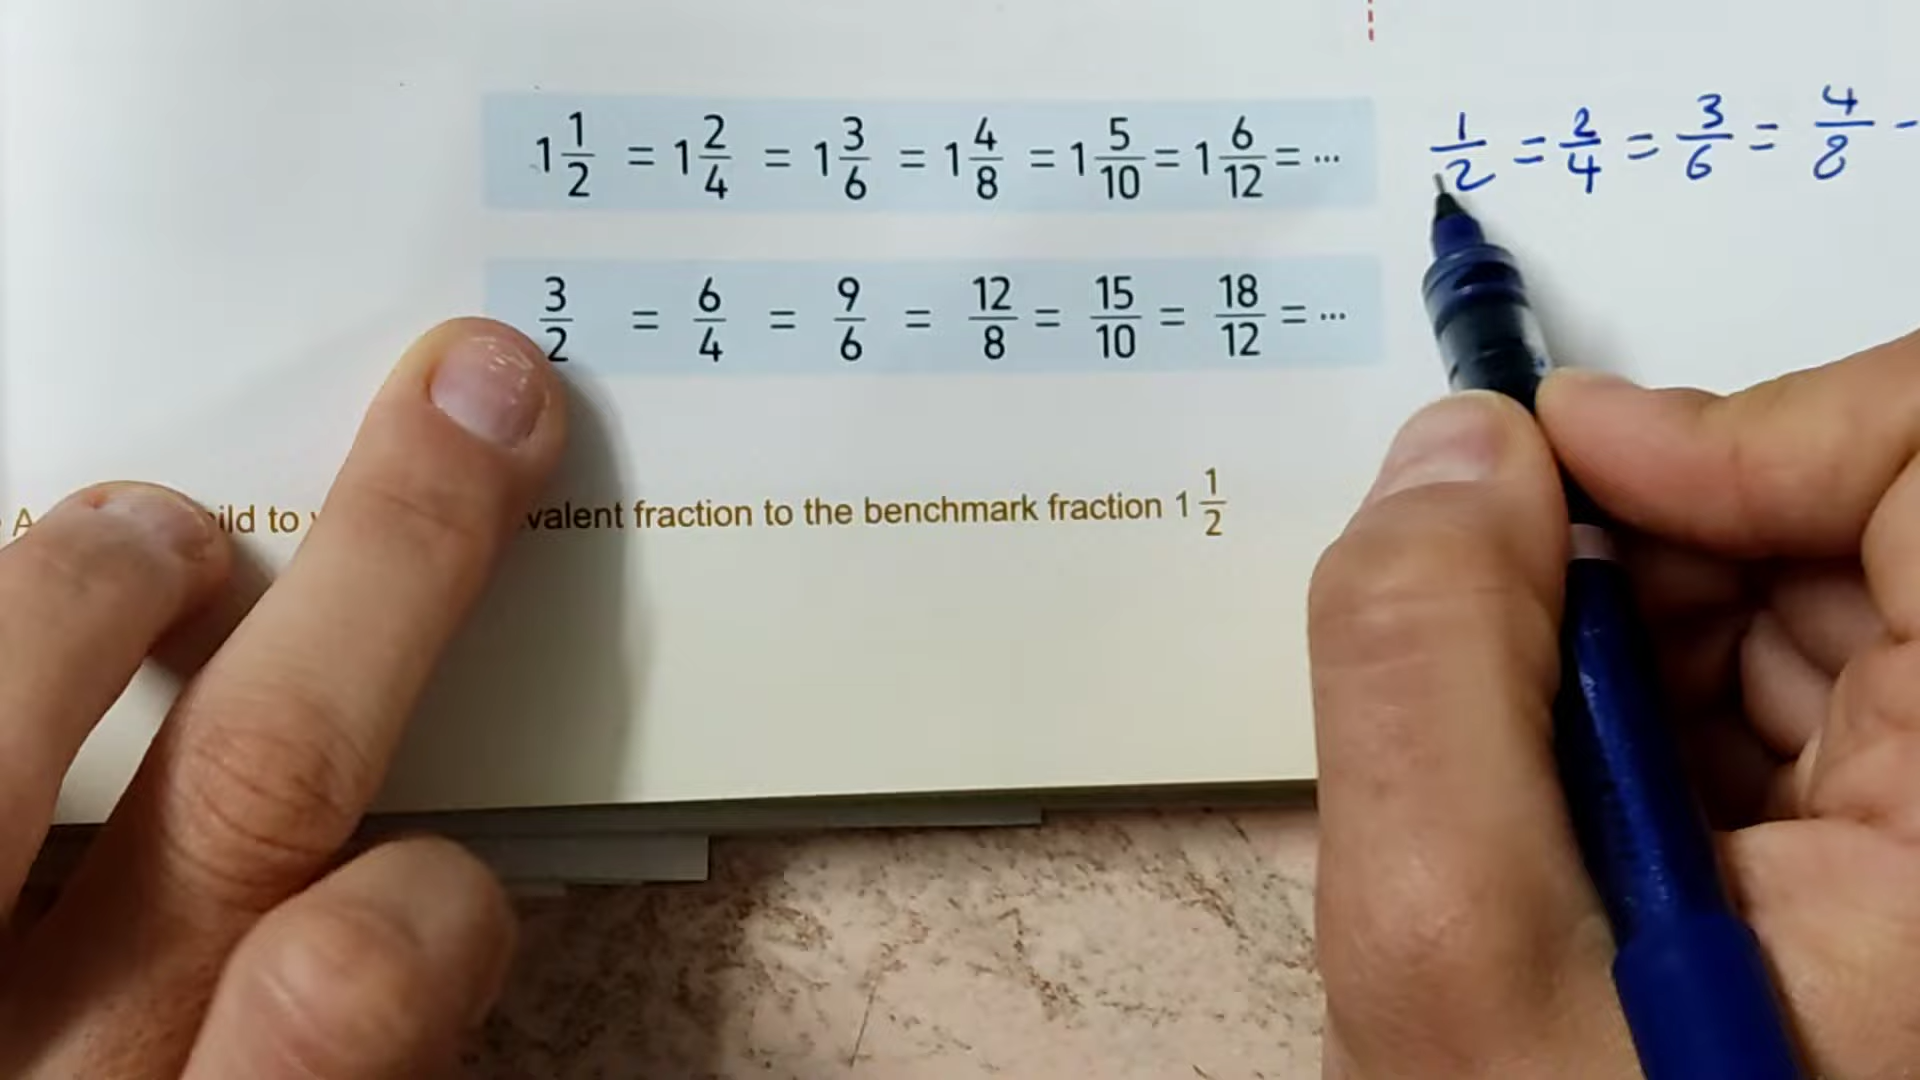 1 1/2 = 1 2/4 = 1 3/6 = 1 4/8 = 1 5/10 = 1 6/12 = ...
1/2 = 2/4 = 3/6 = 4/8 -
3/2 = 6/4 = 9/6 = 12/8 = 15/10 = 18/12 = ...
to fraction to the benchmark fraction 1 1/2